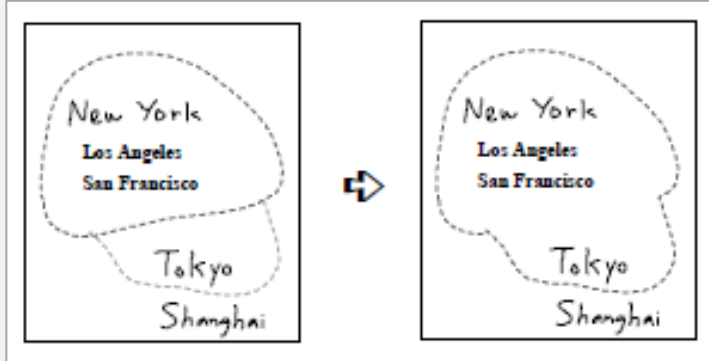 New York
Los Angeles
San Francisco
Tokyo
Shanghai
New York
Los Angeles
San Francisco
Tokyo
Shanghai